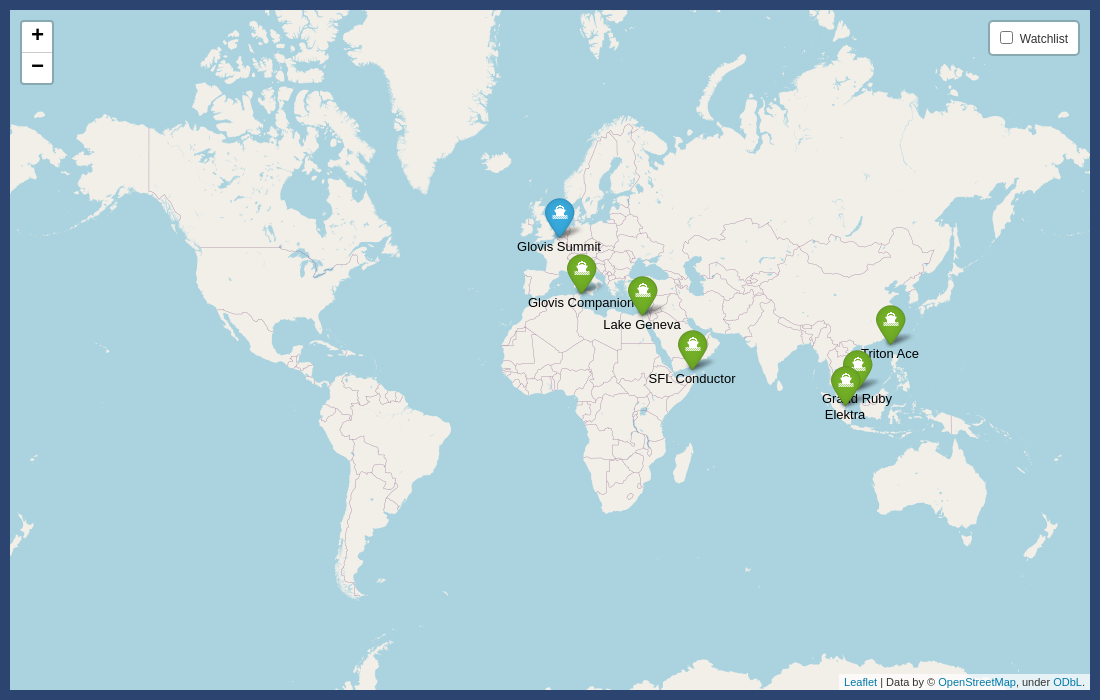 +
−
Watchlist
Glovis Summit
Glovis Companion
Lake Geneva
Triton Ace
SFL Conductor
Grand Ruby
Elektra
Leaflet | Data by © OpenStreetMap, under ODbL.